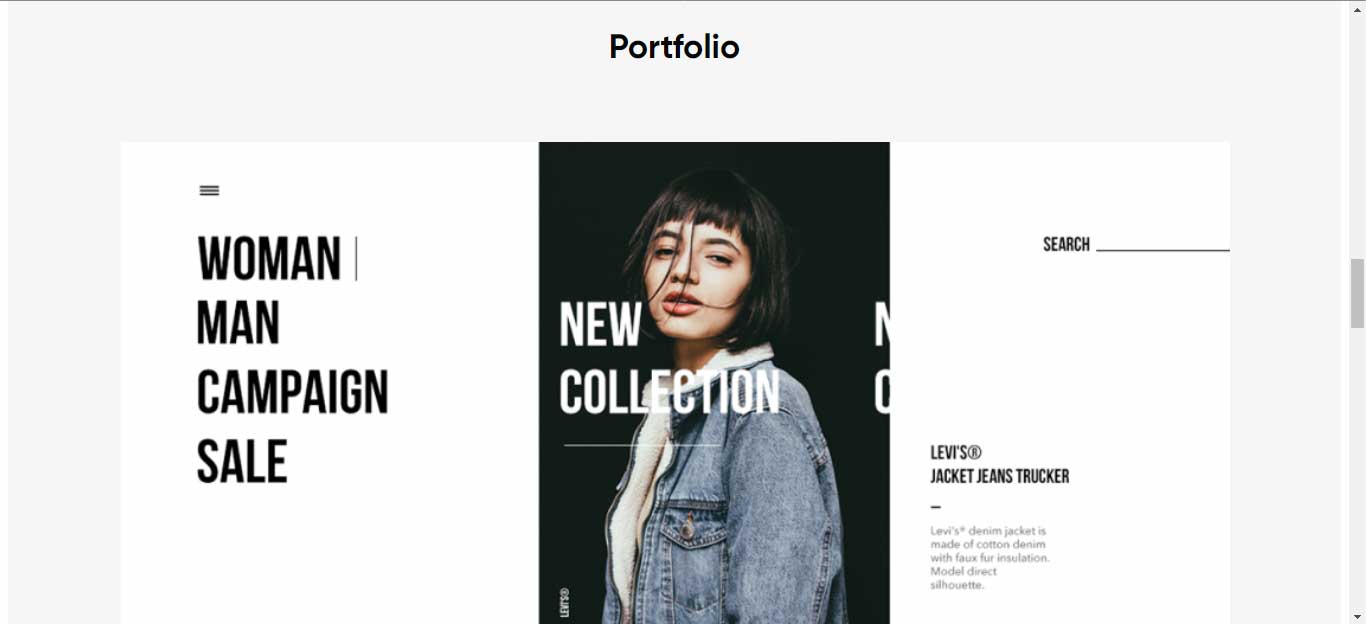 Portfolio
WOMAN
MAN
CAMPAIGN
SALE
NEW
COLLECTION
LEVI'S®
N
C
SEARCH
LEVI'S®
JACKET JEANS TRUCKER
Levi's® denim jacket is
made of cotton denim
with faux fur insulation.
Model direct
silhouette.